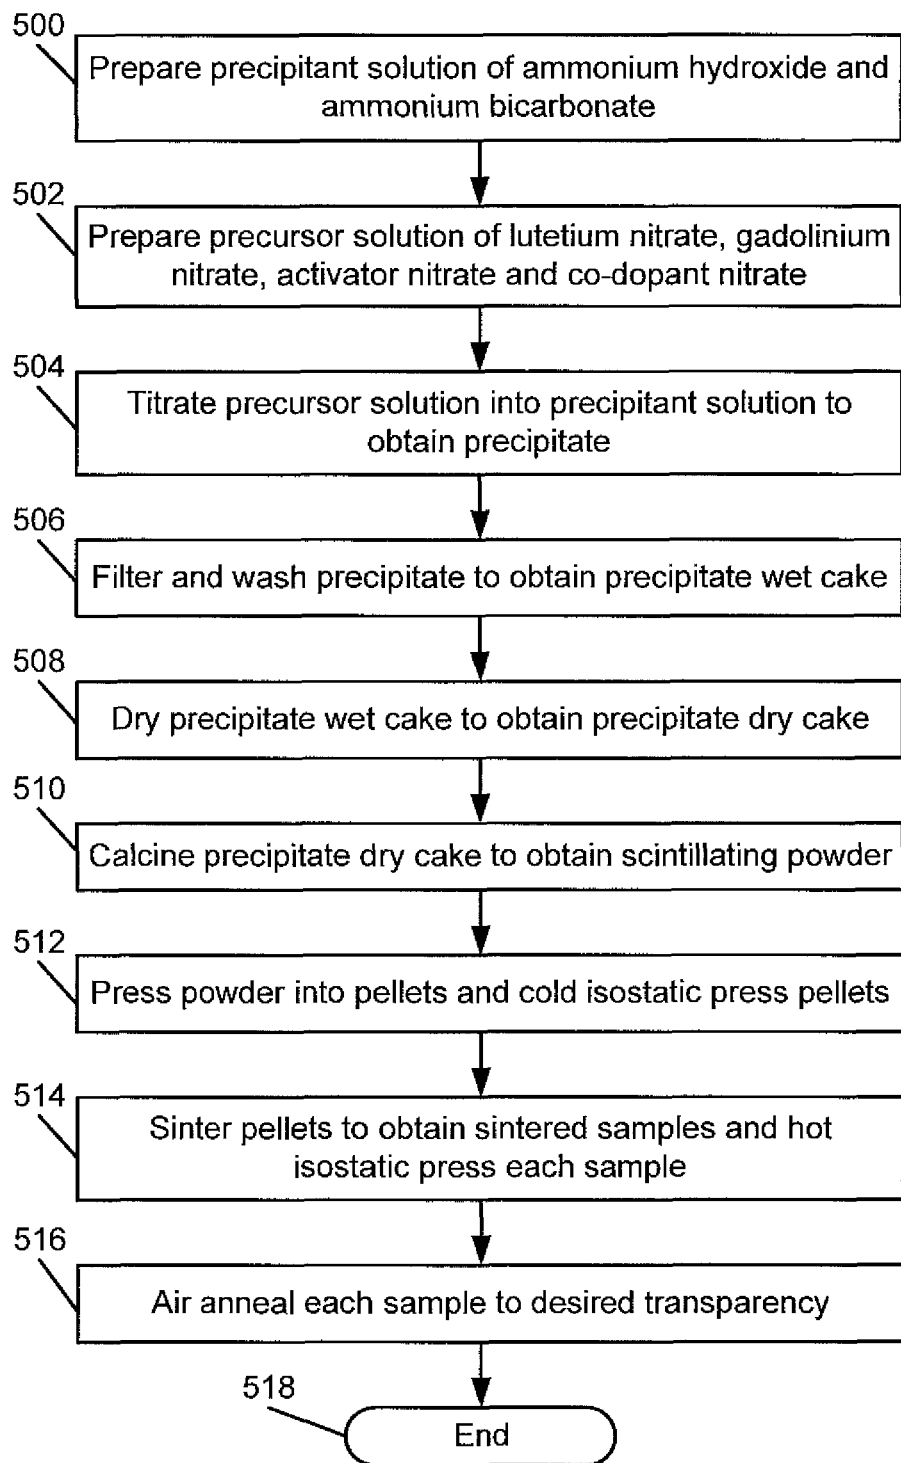 500
Prepare precipitant solution of ammonium hydroxide and
ammonium bicarbonate
502
Prepare precursor solution of lutetium nitrate, gadolinium
nitrate, activator nitrate and co-dopant nitrate
504
Titrate precursor solution into precipitant solution to
obtain precipitate
506
Filter and wash precipitate to obtain precipitate wet cake
508
Dry precipitate wet cake to obtain precipitate dry cake
510
Calcine precipitate dry cake to obtain scintillating powder
512
Press powder into pellets and cold isostatic press pellets
514
Sinter pellets to obtain sintered samples and hot
isostatic press each sample
516
Air anneal each sample to desired transparency
518
End